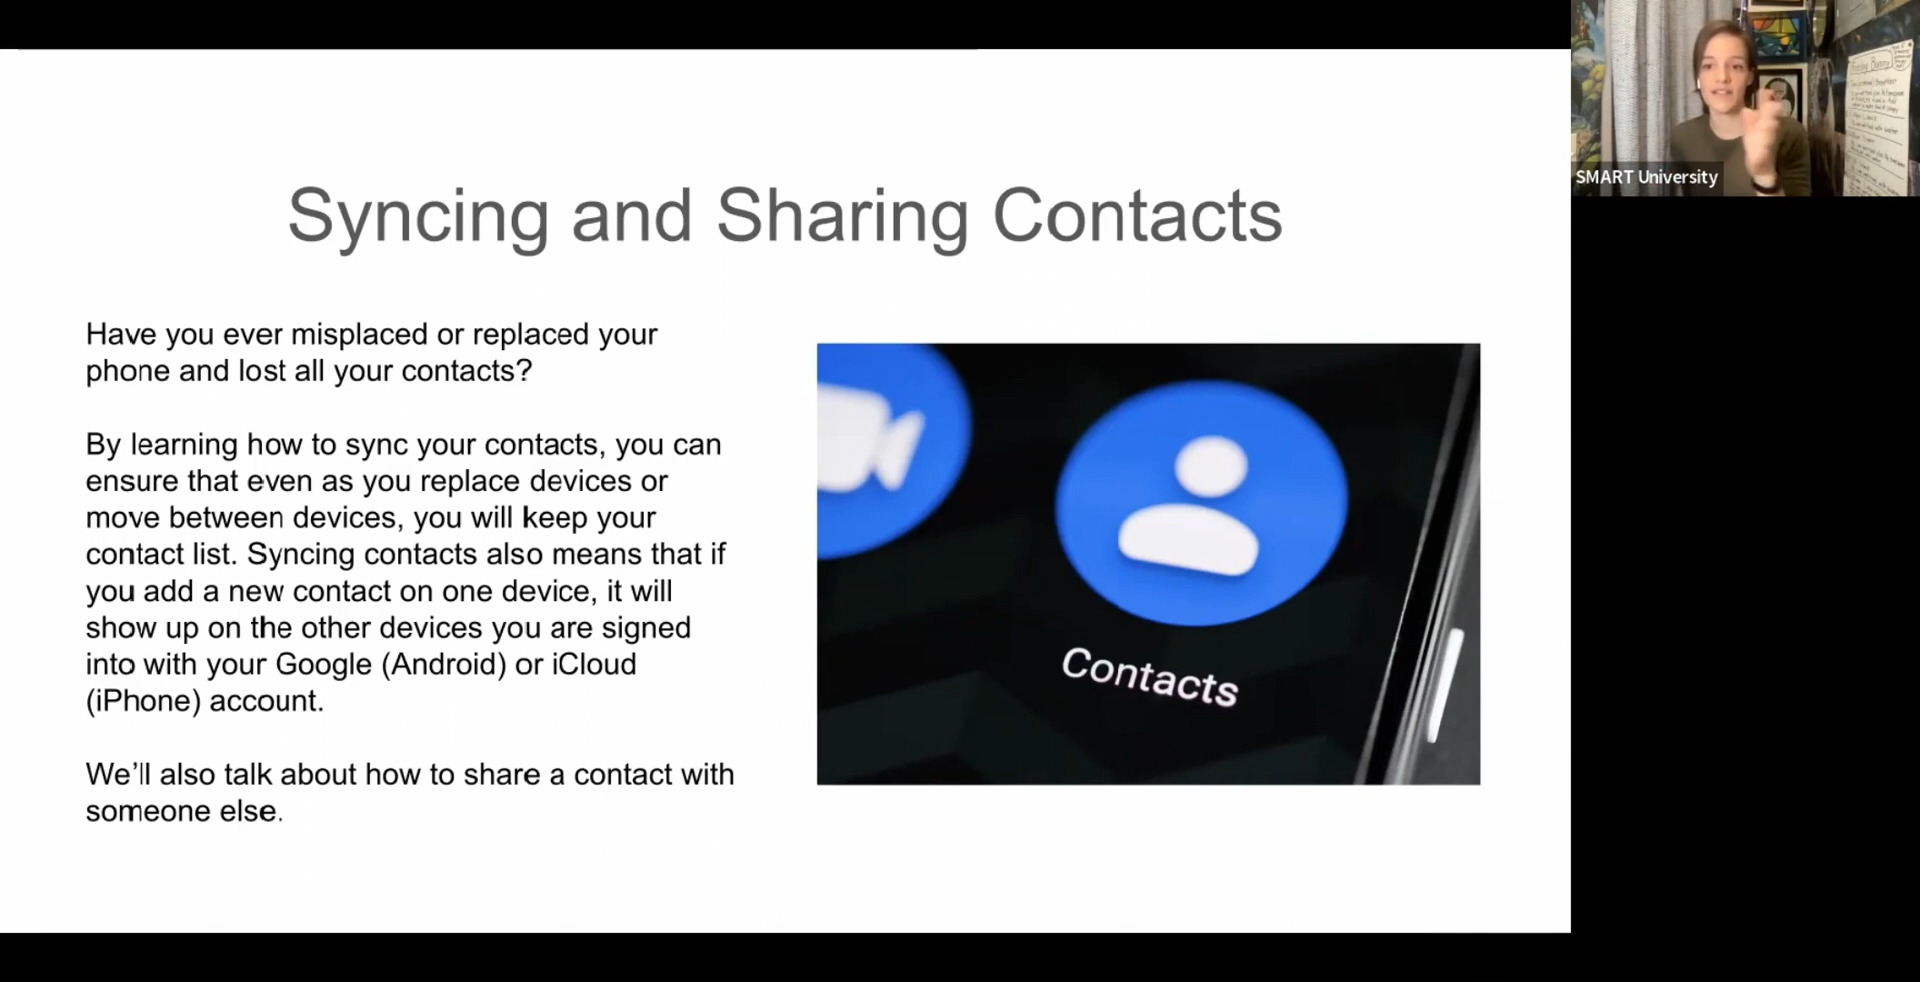 Syncing and Sharing Contacts
Have you ever misplaced or replaced your
phone and lost all your contacts?
By learning how to sync your contacts, you can
ensure that even as you replace devices or
move between devices, you will keep your
contact list. Syncing contacts also means that if
you add a new contact on one device, it will
show up on the other devices you are signed
into with your Google (Android) or iCloud
(iPhone) account.
We’ll also talk about how to share a contact with
someone else.
Contacts
SMART University